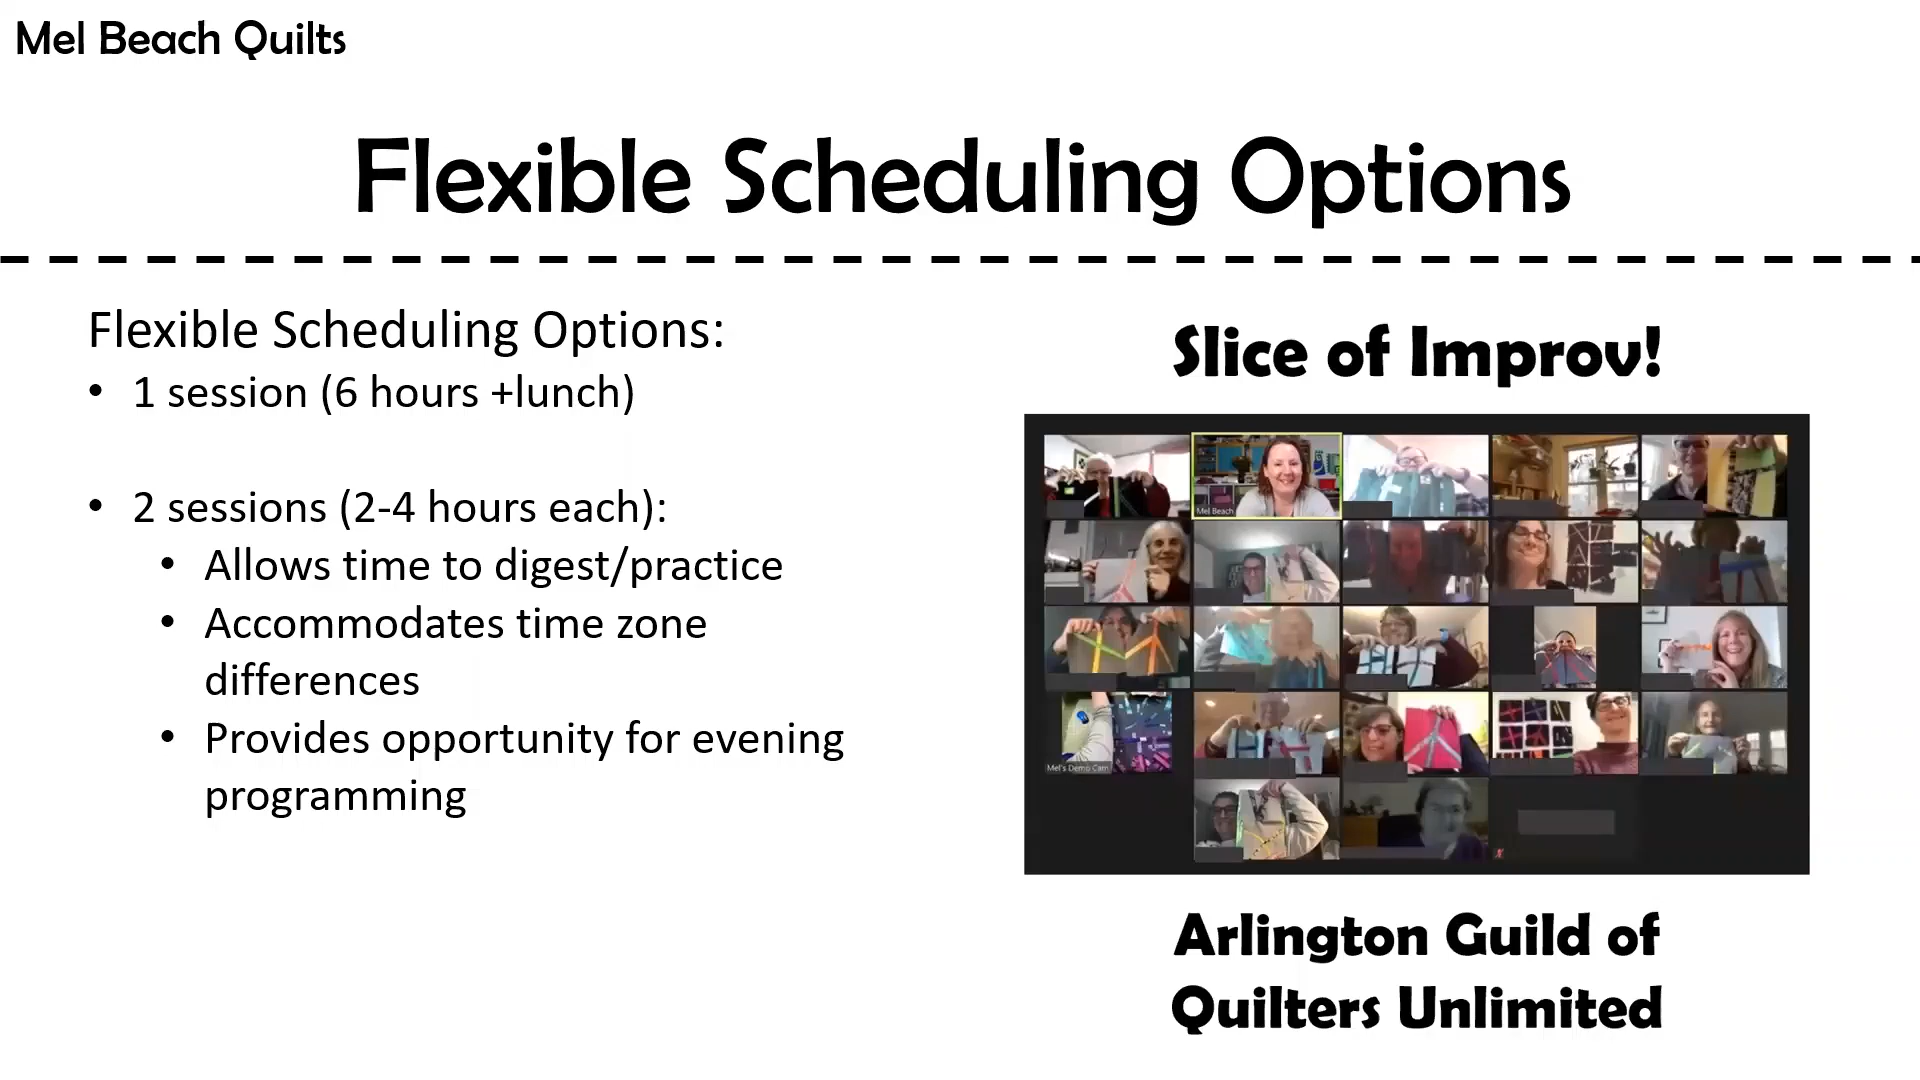 Mel Beach Quilts
Flexible Scheduling Options
Flexible Scheduling Options:
• 1 session (6 hours +lunch)
• 2 sessions (2-4 hours each):
• Allows time to digest/practice
• Accommodates time zone
differences
• Provides opportunity for evening
programming
Slice of Improv!
Mel Beach
Mel's Demo Cam
Arlington Guild of
Quilters Unlimited